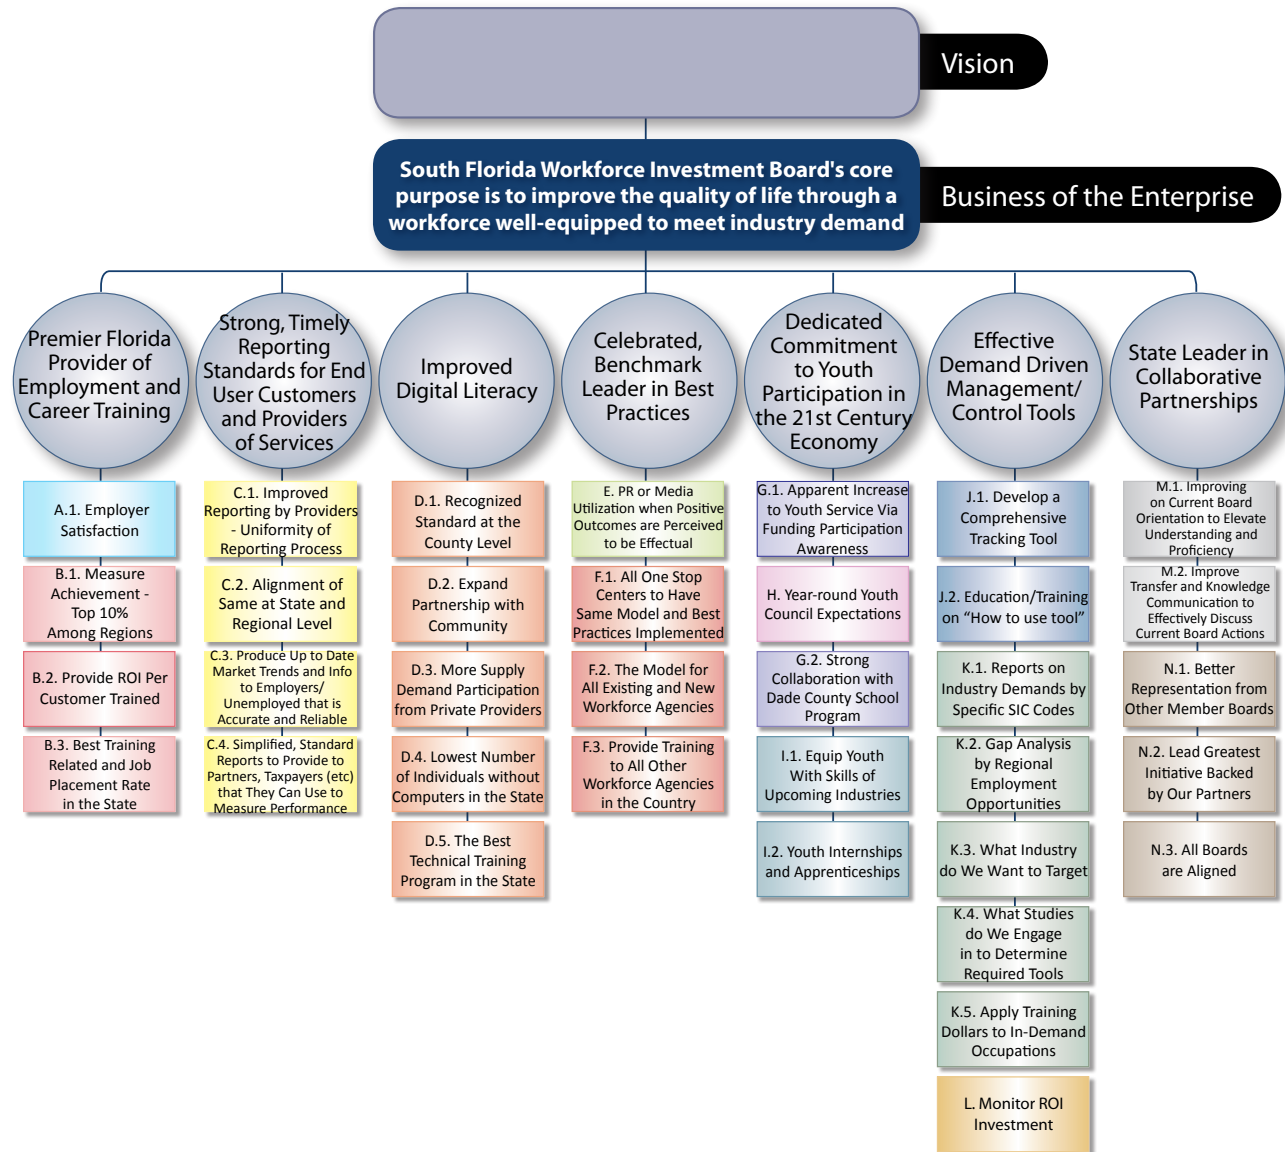 Vision
South Florida Workforce Investment Board's core
purpose is to improve the quality of life through a
workforce well-equipped to meet industry demand
Business of the Enterprise
Premier Florida
Provider of
Employment and
Career Training
A.1. Employer
Satisfaction
B.1. Measure
Achievement -
Top 10%
Among Regions
B.2. Provide ROI Per
Customer Trained
B.3. Best Training
Related and Job
Placement Rate
in the State
Strong, Timely
Reporting
Standards for End
User Customers
and Providers
of Services
C.1. Improved
Reporting by Providers
- Uniformity of
Reporting Process
C.2. Alignment of
Same at State and
Regional Level
C.3. Produce Up to Date
Market Trends and Info
to Employers/
Unemployed that is
Accurate and Reliable
C.4. Simplified, Standard
Reports to Provide to
Partners, Taxpayers (etc)
that They Can Use to
Measure Performance
Improved
Digital Literacy
D.1. Recognized
Standard at the
County Level
D.2. Expand
Partnership with
Community
D.3. More Supply
Demand Participation
from Private Providers
D.4. Lowest Number
of Individuals without
Computers in the State
D.5. The Best
Technical Training
Program in the State
Celebrated,
Benchmark
Leader in Best
Practices
E. PR or Media
Utilization when Positive
Outcomes are Perceived
to be Effectual
F.1. All One Stop
Centers to Have
Same Model and Best
Practices Implemented
F.2. The Model for
All Existing and New
Workforce Agencies
F.3. Provide Training
to All Other
Workforce Agencies
in the Country
Dedicated
Commitment
to Youth
Participation in
the 21st Century
Economy
G.1. Apparent Increase
to Youth Service Via
Funding Participation
Awareness
H. Year-round Youth
Council Expectations
G.2. Strong
Collaboration with
Dade County School
Program
I.1. Equip Youth
With Skills of
Upcoming Industries
I.2. Youth Internships
and Apprenticeships
Effective
Demand Driven
Management/
Control Tools
J.1. Develop a
Comprehensive
Tracking Tool
J.2. Education/Training
on “How to use tool”
K.1. Reports on
Industry Demands by
Specific SIC Codes
K.2. Gap Analysis
by Regional
Employment
Opportunities
K.3. What Industry
do We Want to Target
K.4. What Studies
do We Engage
in to Determine
Required Tools
K.5. Apply Training
Dollars to In-Demand
Occupations
L. Monitor ROI
Investment
State Leader in
Collaborative
Partnerships
M.1. Improving
on Current Board
Orientation to Elevate
Understanding and
Proficiency
M.2. Improve
Transfer and Knowledge
Communication to
Effectively Discuss
Current Board Actions
N.1. Better
Representation from
Other Member Boards
N.2. Lead Greatest
Initiative Backed
by Our Partners
N.3. All Boards
are Aligned